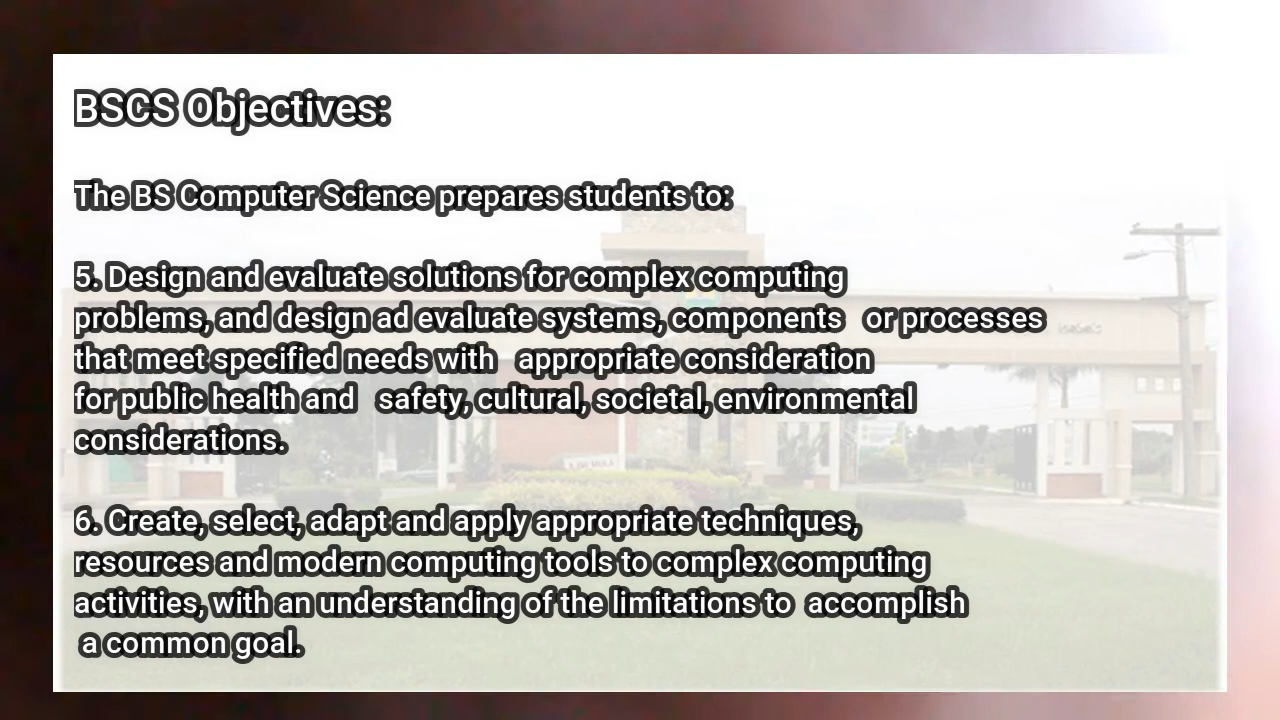 BSCS Objectives:
The BS Computer Science prepares students to:
5. Design and evaluate solutions for complex computing
problems, and design ad evaluate systems, components or processes
that meet specified needs with appropriate consideration
for public health and safety, cultural, societal, environmental
considerations.
6. Create, select, adapt and apply appropriate techniques,
resources and modern computing tools to complex computing
activities, with an understanding of the limitations to accomplish
a common goal.